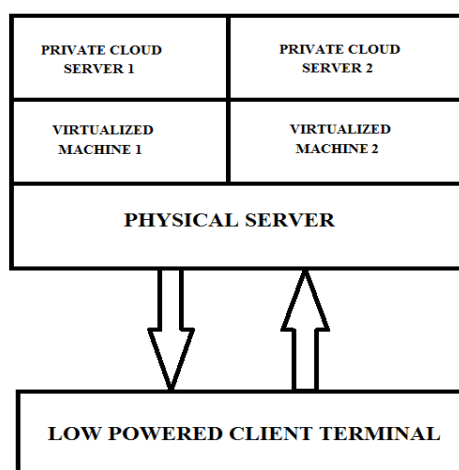 PRIVATE CLOUD
SERVER 1
PRIVATE CLOUD
SERVER 2
VIRTUALIZED
MACHINE 1
VIRTUALIZED
MACHINE 2
PHYSICAL SERVER
LOW POWERED CLIENT TERMINAL